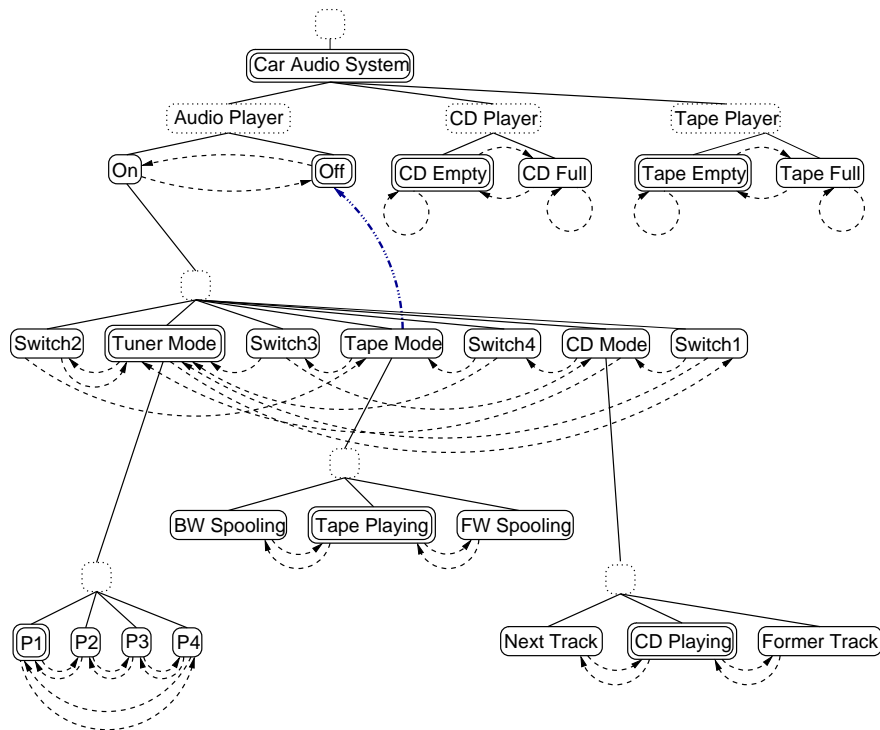 Car Audio System
Audio Player CD Player Tape Player
On Off CD Empty CD Full Tape Empty Tape Full
Switch2 Tuner Mode Switch3 Tape Mode Switch4 CD Mode Switch1
BW Spooling Tape Playing FW Spooling
P1 P2 P3 P4 Next Track CD Playing Former Track